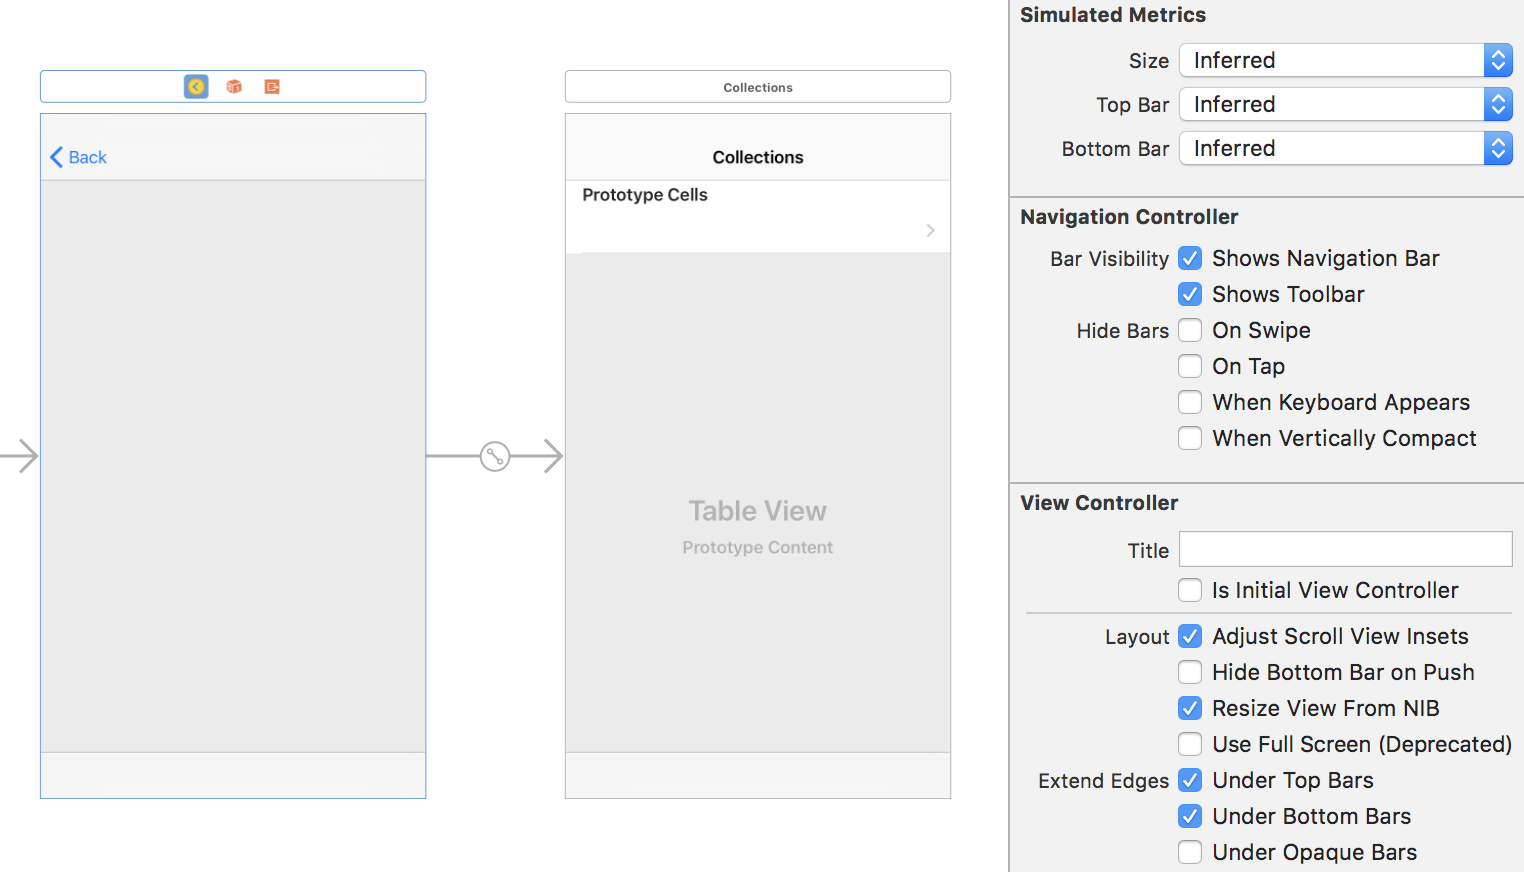 Collections
Back
Collections
Prototype Cells
Table View
Prototype Content
Simulated Metrics
Size Inferred
Top Bar Inferred
Bottom Bar Inferred
Navigation Controller
Bar Visibility Shows Navigation Bar
Shows Toolbar
Hide Bars On Swipe
On Tap
When Keyboard Appears
When Vertically Compact
View Controller
Title
Is Initial View Controller
Layout Adjust Scroll View Insets
Hide Bottom Bar on Push
Resize View From NIB
Use Full Screen (Deprecated)
Extend Edges Under Top Bars
Under Bottom Bars
Under Opaque Bars